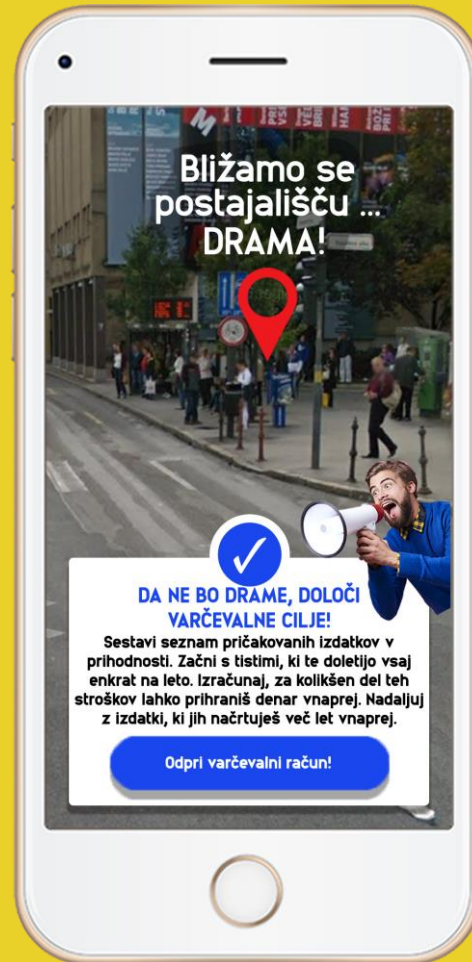 Bližamo se
postajališču ...
DRAMA!
DA NE BO DRAME, DOLOČI
VARČEVALNE CILJE!
Sestavi seznam pričakovanih izdatkov v
prihodnosti. Začni s tistimi, ki te doletijo vsaj
enkrat na leto. Izračunaj, za kolikšen del teh
stroškov lahko prihraniš denar vnaprej. Nadaljuj
z izdatki, ki jih načrtuješ več let vnaprej.
Odpri varčevalni račun!